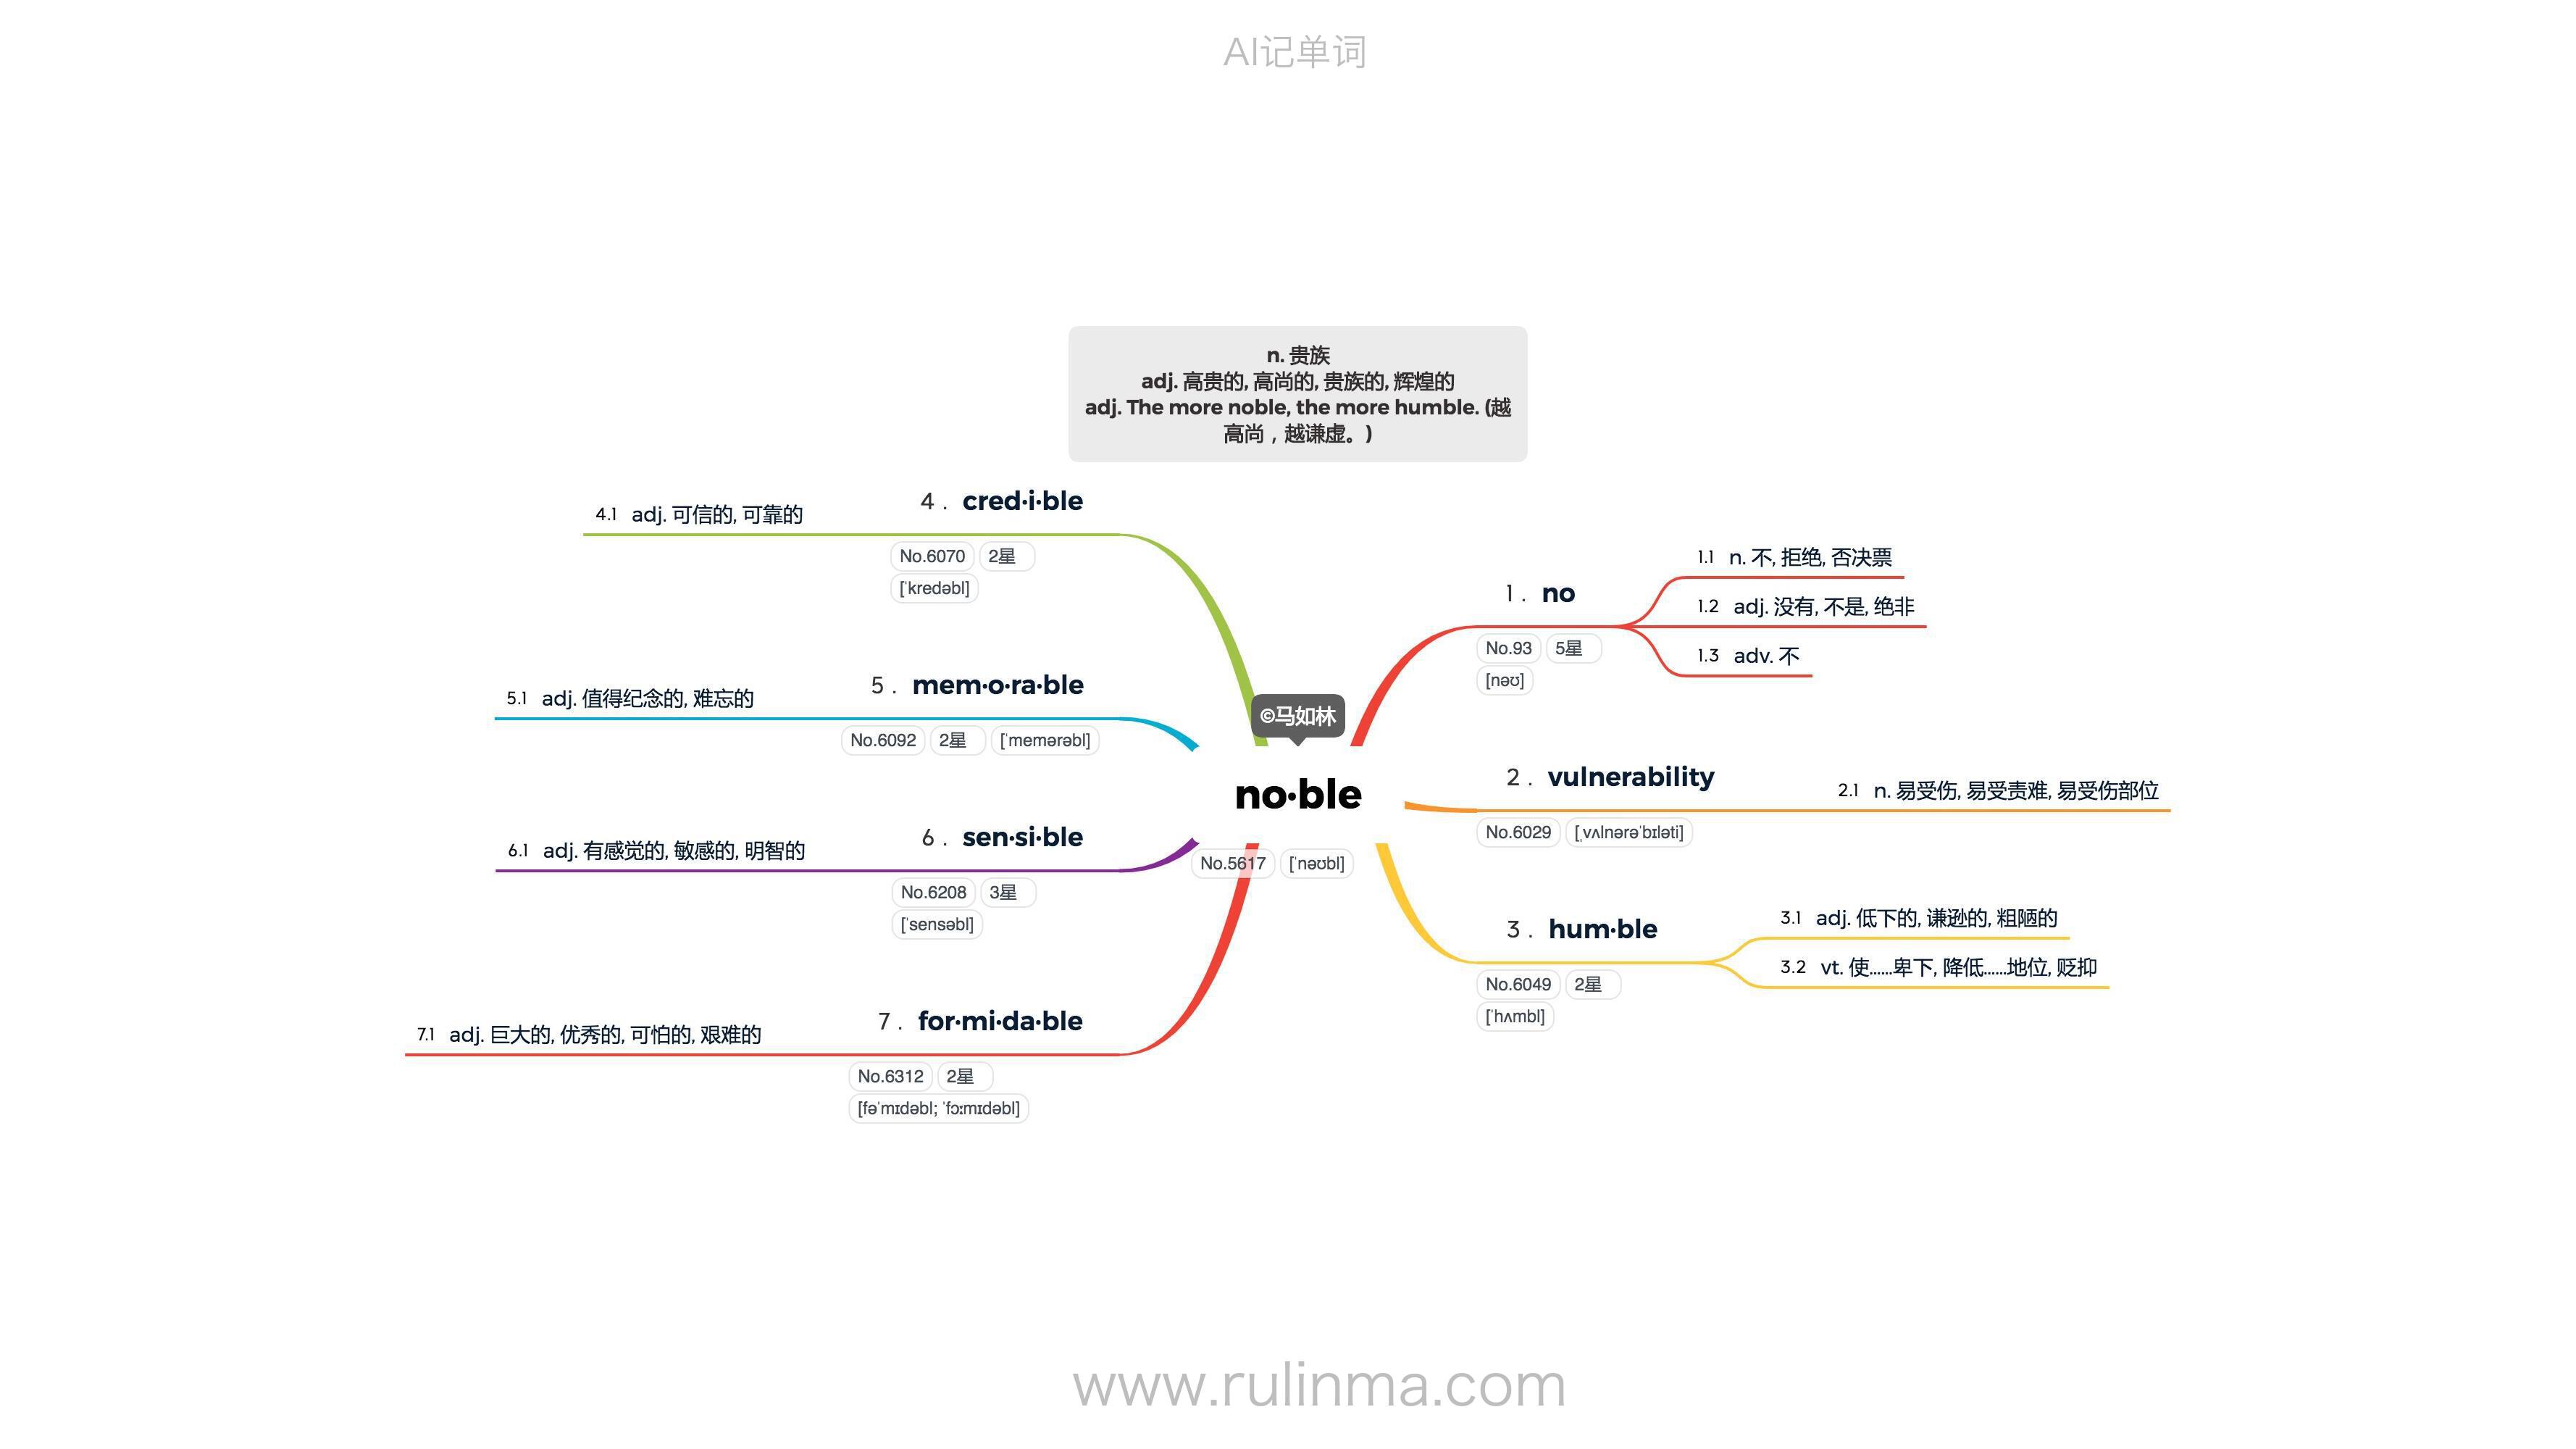 AI记单词
n. 贵族
adj. 高贵的, 高尚的, 贵族的, 辉煌的
adj. The more noble, the more humble. (越
高尚，越谦虚。)
©马如林
no·ble
No.5617 [ˈnəʊbl]
1 . no
No.93 5星
[nəʊ]
1.1 n. 不, 拒绝, 否决票
1.2 adj. 没有, 不是, 绝非
1.3 adv. 不
2 . vulnerability
No.6029 [ˌvʌlnərəˈbɪləti]
2.1 n. 易受伤, 易受责难, 易受伤部位
3 . hum·ble
No.6049 2星
[ˈhʌmbl]
3.1 adj. 低下的, 谦逊的, 粗陋的
3.2 vt. 使......卑下, 降低......地位, 贬抑
4 . cred·i·ble
No.6070 2星
[ˈkredəbl]
4.1 adj. 可信的, 可靠的
5 . mem·o·ra·ble
No.6092 2星 [ˈmemərəbl]
5.1 adj. 值得纪念的, 难忘的
6 . sen·si·ble
No.6208 3星
[ˈsensəbl]
6.1 adj. 有感觉的, 敏感的, 明智的
7 . for·mi·da·ble
No.6312 2星
[fəˈmɪdəbl; ˈfɔːmɪdəbl]
7.1 adj. 巨大的, 优秀的, 可怕的, 艰难的
www.rulinma.com